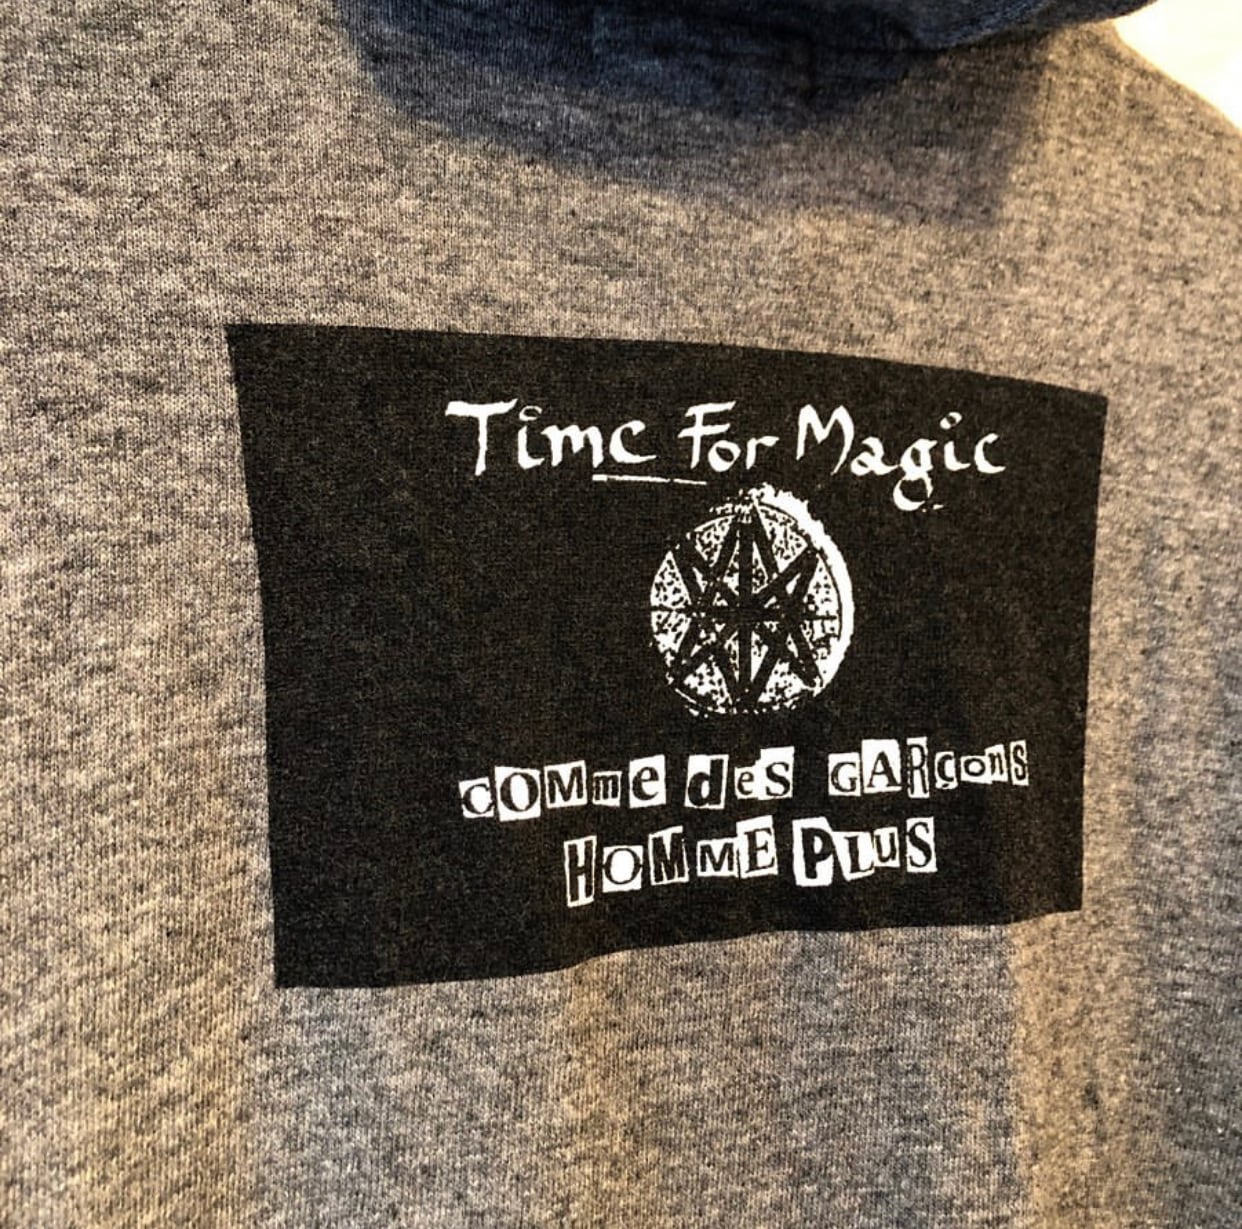 Time For Magic
COMmE deS GARçons
HOMME PLUS